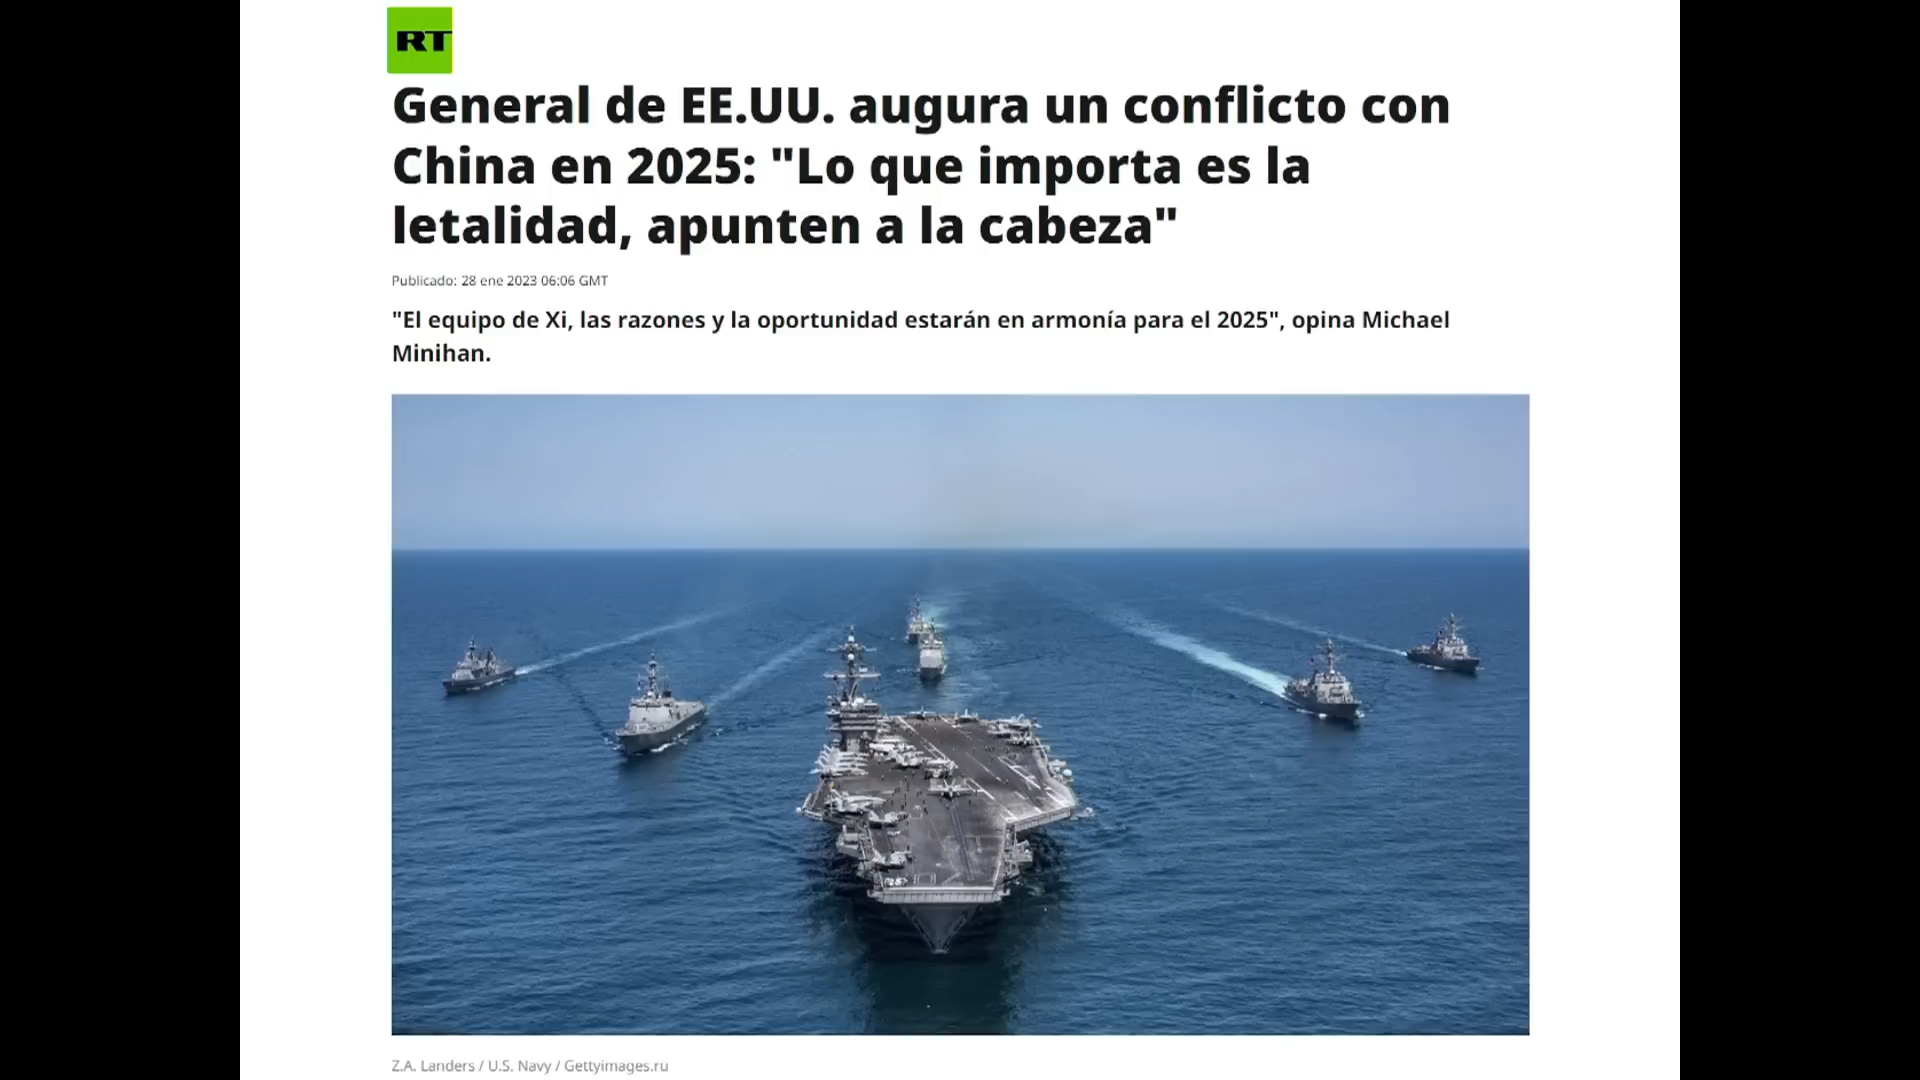 RT
General de EE.UU. augura un conflicto con
China en 2025: "Lo que importa es la
letalidad, apunten a la cabeza"
Publicado: 28 ene 2023 06:06 GMT
"El equipo de Xi, las razones y la oportunidad estarán en armonía para el 2025", opina Michael
Minihan.
Z.A. Landers / U.S. Navy / Gettyimages.ru